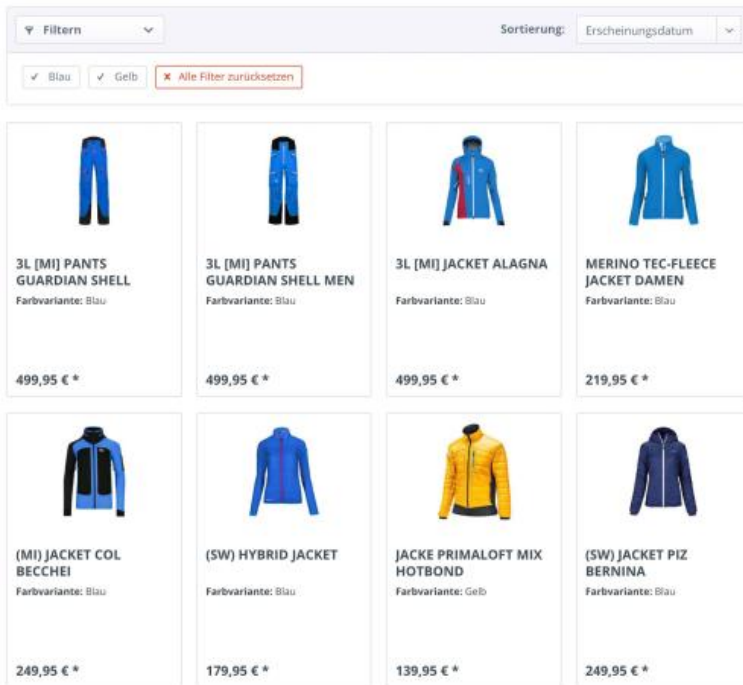 Filtern
Sortierung: Erscheinungsdatum
✓ Blau ✓ Gelb x Alle Filter zurücksetzen
3L [MI] PANTS
GUARDIAN SHELL
Farbvariante: Blau
499,95 € *
3L [MI] PANTS
GUARDIAN SHELL MEN
Farbvariante: Blau
499,95 € *
3L [MI] JACKET ALAGNA
Farbvariante: Blau
499,95 € *
MERINO TEC-FLEECE
JACKET DAMEN
Farbvariante: Blau
219,95 € *
(MI) JACKET COL
BECCHEI
Farbvariante: Blau
249,95 € *
(SW) HYBRID JACKET
Farbvariante: Blau
179,95 € *
JACKE PRIMALOFT MIX
HOTBOND
Farbvariante: Gelb
139,95 € *
(SW) JACKET PIZ
BERNINA
Farbvariante: Blau
249,95 € *